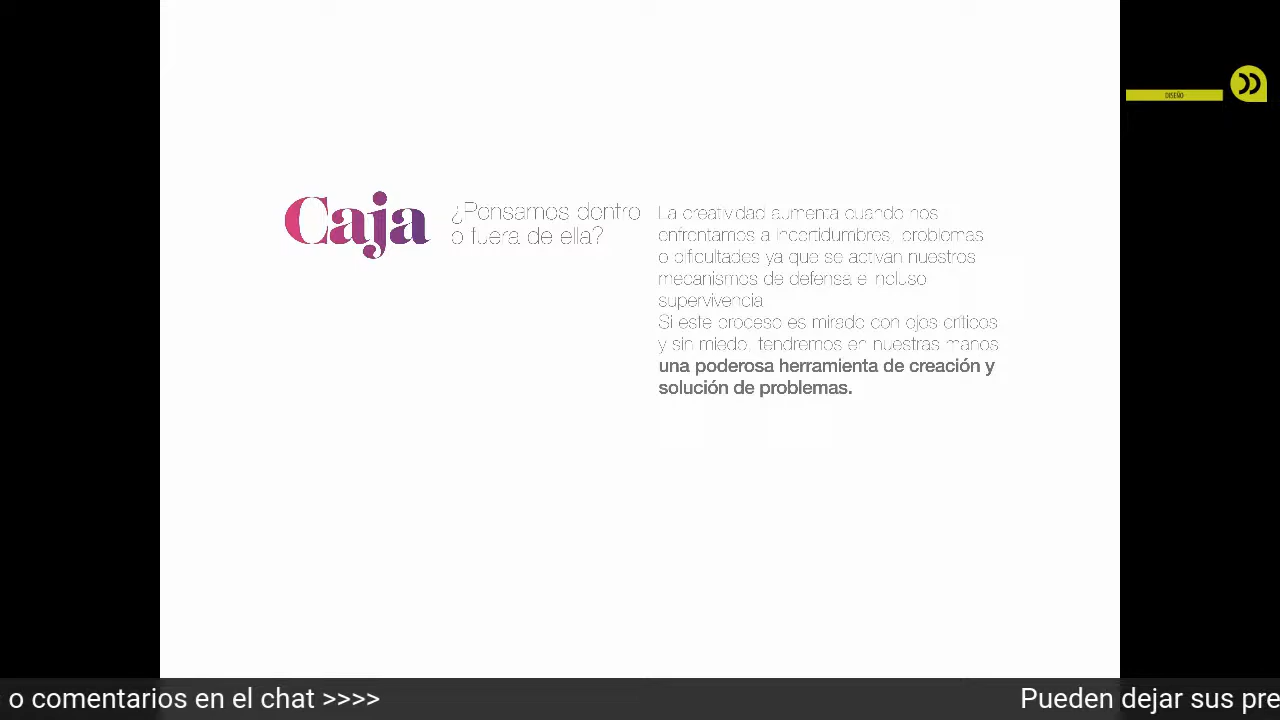 DISEÑO
Caja
¿Pensamos dentro
o fuera de ella?
La creatividad aumenta cuando nos
enfrentamos a incertidumbres, problemas
o dificultades ya que se activan nuestros
mecanismos de defensa e incluso
supervivencia.
Si este proceso es mirado con ojos críticos
y sin miedo, tendremos en nuestras manos
una poderosa herramienta de creación y
solución de problemas.
o comentarios en el chat >>>>
Pueden dejar sus pre